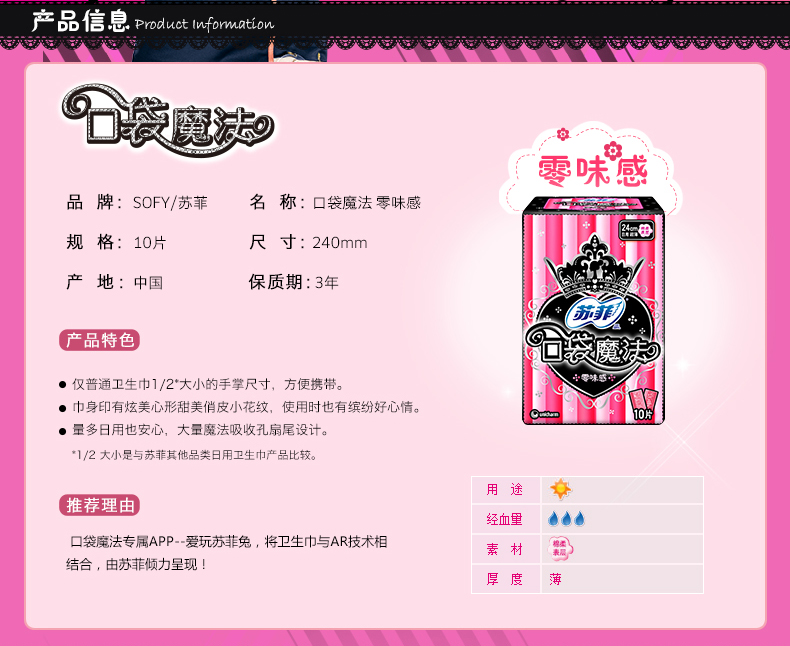 产品信息 Product Information
口袋魔法
品 牌：SOFY/苏菲 名 称：口袋魔法 零味感
规 格：10片 尺 寸：240mm
产 地：中国 保质期：3年
产品特色
● 仅普通卫生巾1/2*大小的手掌尺寸，方便携带。
● 巾身印有炫美心形甜美俏皮小花纹，使用时也有缤纷好心情。
● 量多日用也安心，大量魔法吸收孔扇尾设计。
*1/2 大小是与苏菲其他品类日用卫生巾产品比较。
推荐理由
口袋魔法专属APP--爱玩苏菲兔，将卫生巾与AR技术相
结合，由苏菲倾力呈现！
零味感
24cm
苏菲
口袋魔法
零味感
unicharm
10片
用 途
经血量
素 材 棉柔
表层
厚 度 薄